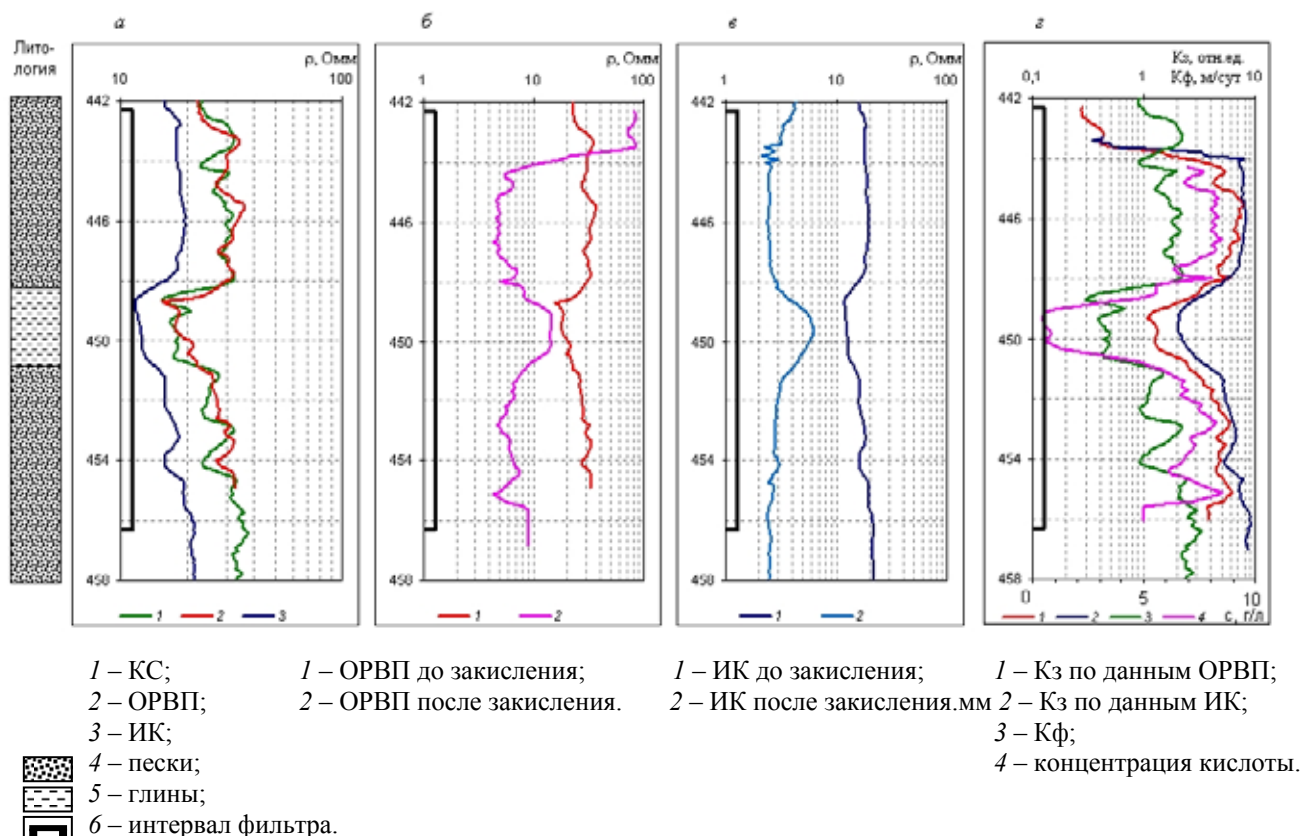 а
б
в
г
Лито-
логия
ρ, Омм
10
100
ρ, Омм
1
10
100
ρ, Омм
1
10
100
Кз, отн.ед.
0,1
1
Кф, м/сут
10
442
446
450
454
458
442
446
450
454
458
442
446
450
454
458
442
446
450
454
458
0
5
10
1
2
3
1
2
1
2
1
2
3
4
с, г/л
1 – КС;
2 – ОРВП;
3 – ИК;
4 – пески;
5 – глины;
6 – интервал фильтра.
1 – ОРВП до закисления;
2 – ОРВП после закисления.
1 – ИК до закисления;
2 – ИК после закисления.мм
1 – Кз по данным ОРВП;
2 – Кз по данным ИК;
3 – Кф;
4 – концентрация кислоты.